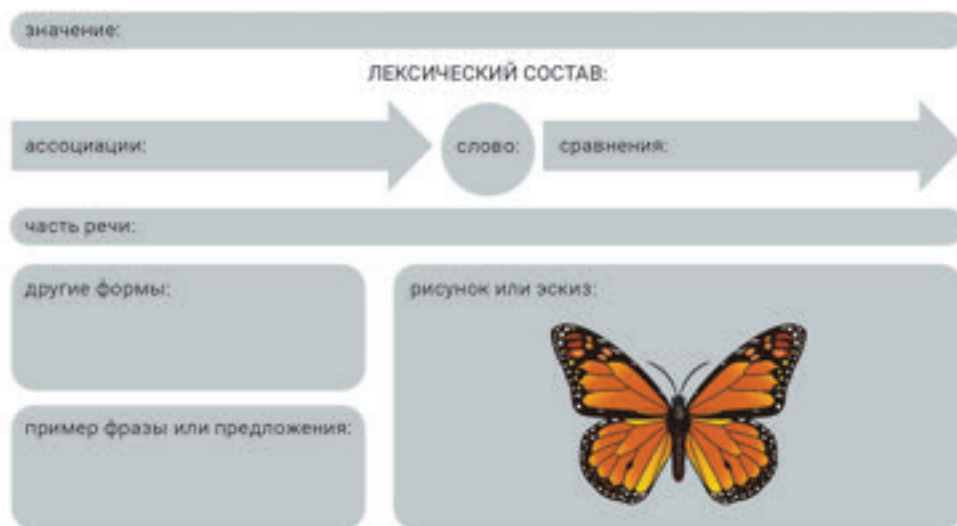 значение:
ЛЕКСИЧЕСКИЙ СОСТАВ:
ассоциации:
слово:
сравнения:
часть речи:
другие формы:
рисунок или эскиз:
пример фразы или предложения: